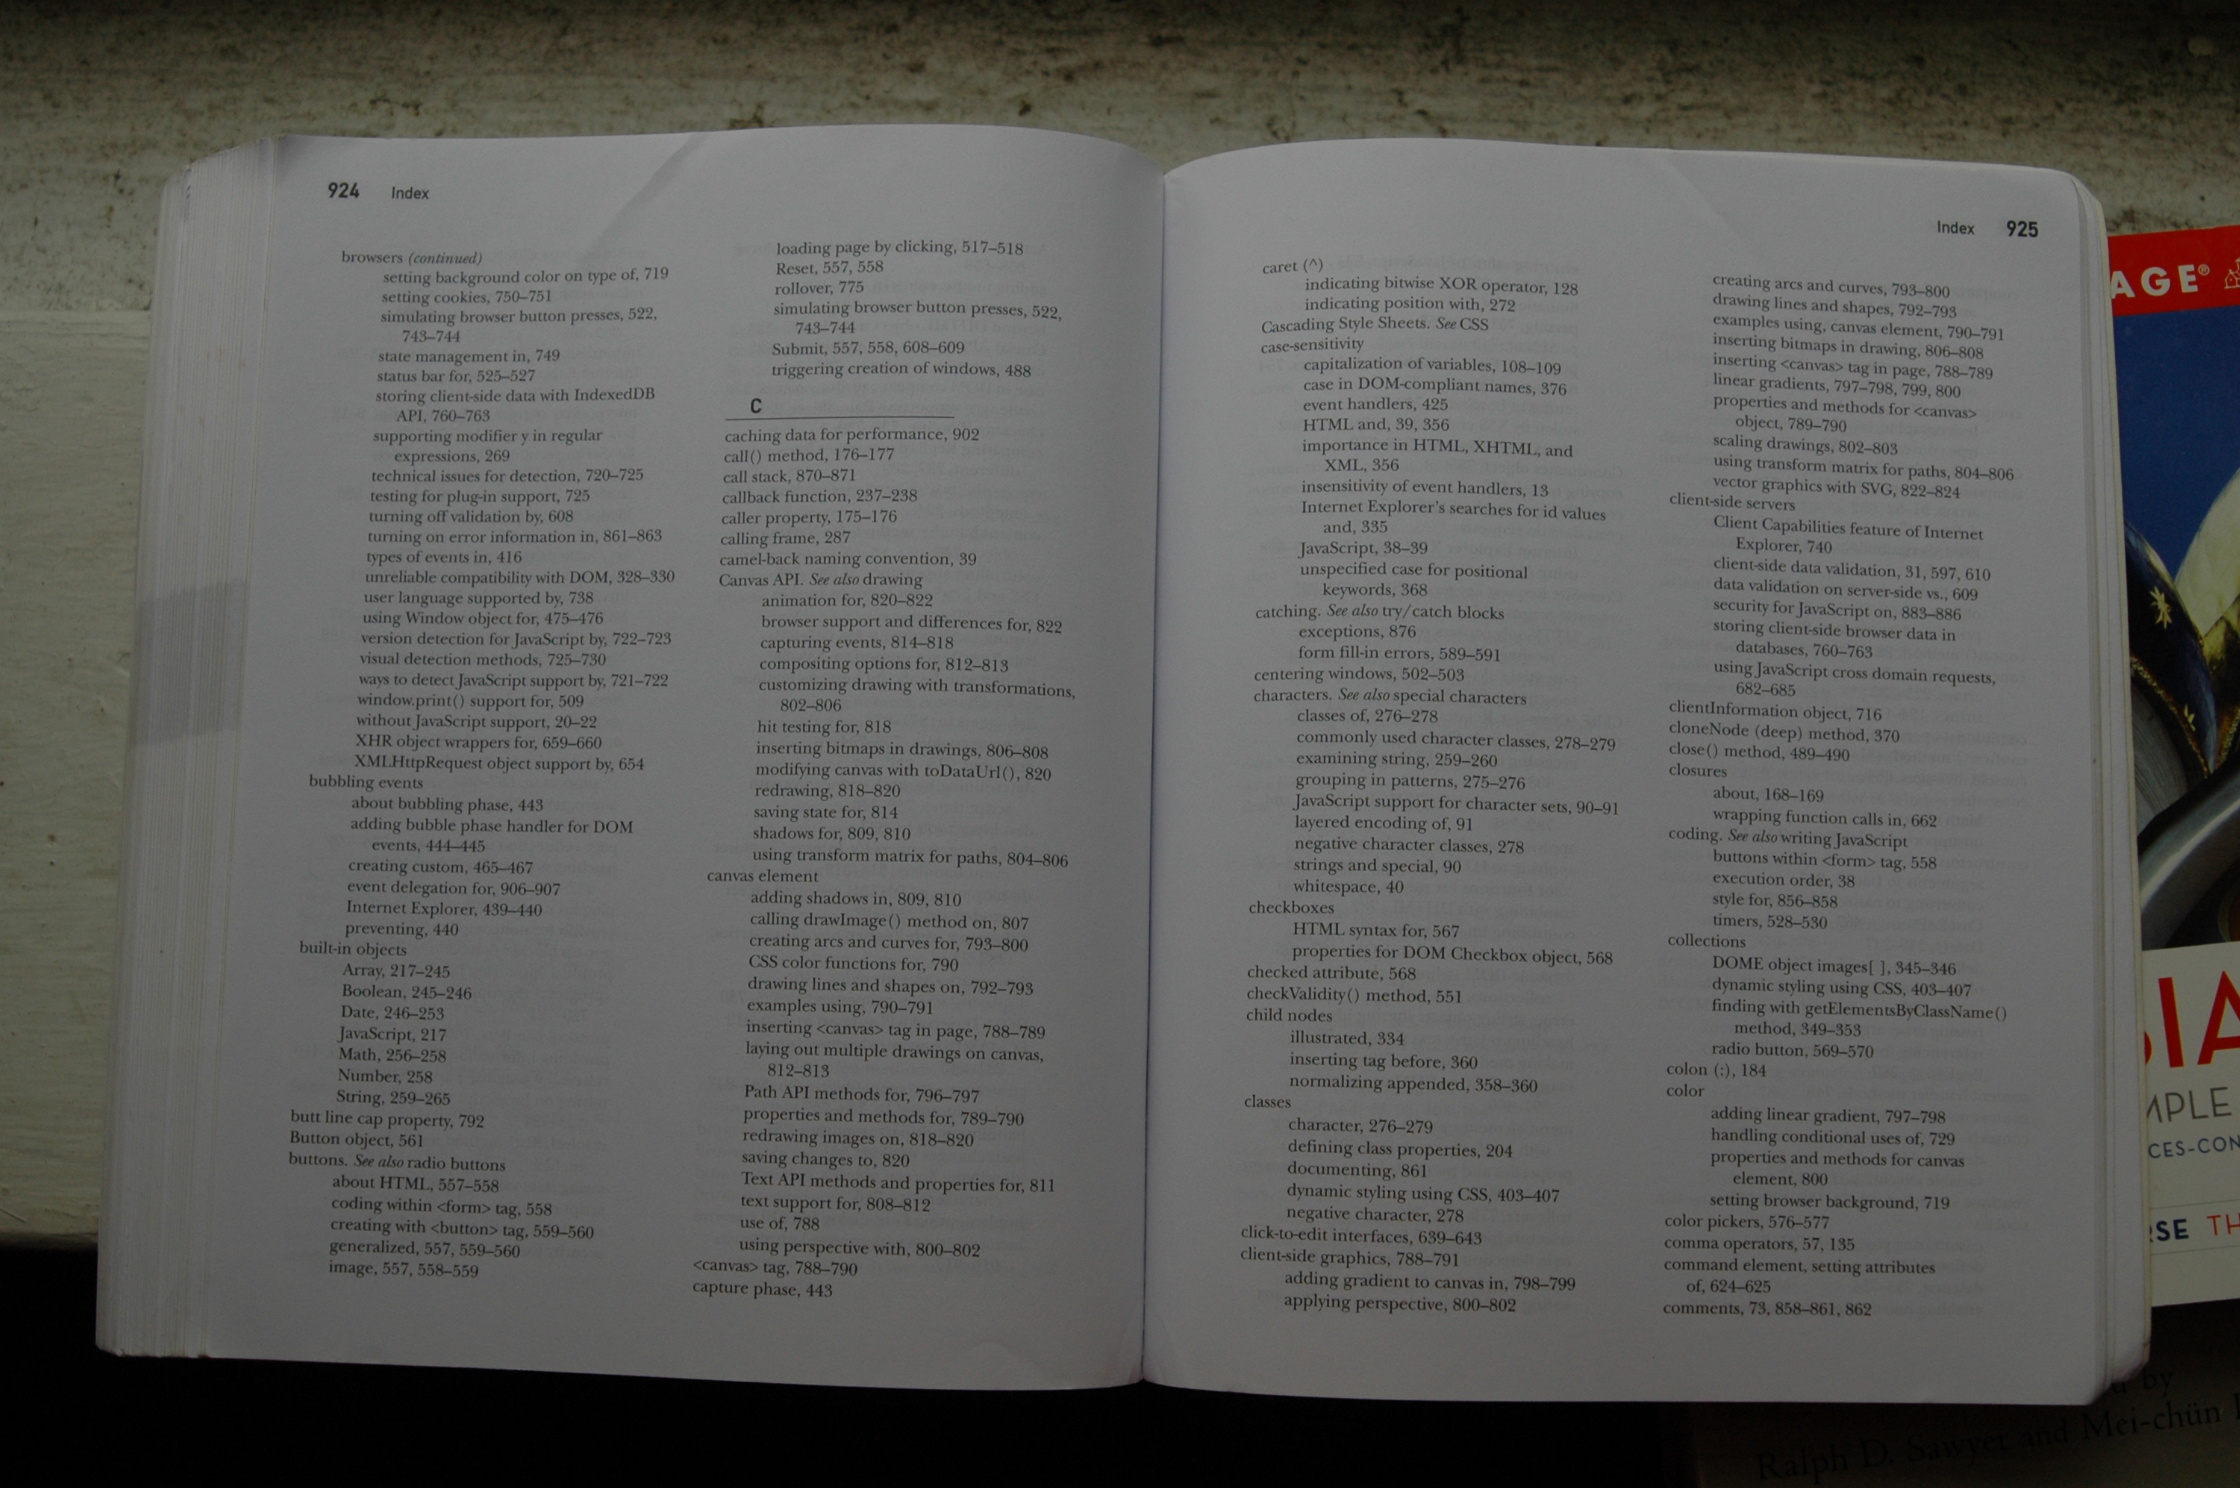 924 Index
browsers (continued)
setting background color on type of, 719
setting cookies, 750–751
simulating browser button presses, 522,
743–744
state management in, 749
status bar for, 525–527
storing client-side data with IndexedDB
API, 760–763
supporting modifier y in regular
expressions, 269
technical issues for detection, 720–725
testing for plug-in support, 725
turning off validation by, 608
turning on error information in, 861–863
types of events in, 416
unreliable compatibility with DOM, 328–330
user language supported by, 738
using Window object for, 475–476
version detection for JavaScript by, 722–723
visual detection methods, 725–730
ways to detect JavaScript support by, 721–722
window.print() support for, 509
without JavaScript support, 20–22
XHR object wrappers for, 659–660
XMLHttpRequest object support by, 654
bubbling events
about bubbling phase, 443
adding bubble phase handler for DOM
events, 444–445
creating custom, 465–467
event delegation for, 906–907
Internet Explorer, 439–440
preventing, 440
built-in objects
Array, 217–245
Boolean, 245–246
Date, 246–253
JavaScript, 217
Math, 256–258
Number, 258
String, 259–265
butt line cap property, 792
Button object, 561
buttons. See also radio buttons
about HTML, 557–558
coding within <form> tag, 558
creating with <button> tag, 559–560
generalized, 557, 559–560
image, 557, 558–559
loading page by clicking, 517–518
Reset, 557, 558
rollover, 775
simulating browser button presses, 522,
743–744
Submit, 557, 558, 608–609
triggering creation of windows, 488
C
caching data for performance, 902
call() method, 176–177
call stack, 870–871
callback function, 237–238
caller property, 175–176
calling frame, 287
camel-back naming convention, 39
Canvas API. See also drawing
animation for, 820–822
browser support and differences for, 822
capturing events, 814–818
compositing options for, 812–813
customizing drawing with transformations,
802–806
hit testing for, 818
inserting bitmaps in drawings, 806–808
modifying canvas with toDataUrl(), 820
redrawing, 818–820
saving state for, 814
shadows for, 809, 810
using transform matrix for paths, 804–806
canvas element
adding shadows in, 809, 810
calling drawImage() method on, 807
creating arcs and curves for, 793–800
CSS color functions for, 790
drawing lines and shapes on, 792–793
examples using, 790–791
inserting <canvas> tag in page, 788–789
laying out multiple drawings on canvas,
812–813
Path API methods for, 796–797
properties and methods for, 789–790
redrawing images on, 818–820
saving changes to, 820
Text API methods and properties for, 811
text support for, 808–812
use of, 788
using perspective with, 800–802
<canvas> tag, 788–790
capture phase, 443
Index 925
caret (^)
indicating bitwise XOR operator, 128
indicating position with, 272
Cascading Style Sheets. See CSS
case-sensitivity
capitalization of variables, 108–109
case in DOM-compliant names, 376
event handlers, 425
HTML and, 39, 356
importance in HTML, XHTML, and
XML, 356
insensitivity of event handlers, 13
Internet Explorer's searches for id values
and, 335
JavaScript, 38–39
unspecified case for positional
keywords, 368
catching. See also try/catch blocks
exceptions, 876
form fill-in errors, 589–591
centering windows, 502–503
characters. See also special characters
classes of, 276–278
commonly used character classes, 278–279
examining string, 259–260
grouping in patterns, 275–276
JavaScript support for character sets, 90–91
layered encoding of, 91
negative character classes, 278
strings and special, 90
whitespace, 40
checkboxes
HTML syntax for, 567
properties for DOM Checkbox object, 568
checked attribute, 568
checkValidity() method, 551
child nodes
illustrated, 334
inserting tag before, 360
normalizing appended, 358–360
classes
character, 276–279
defining class properties, 204
documenting, 861
dynamic styling using CSS, 403–407
negative character, 278
click-to-edit interfaces, 639–643
client-side graphics, 788–791
adding gradient to canvas in, 798–799
applying perspective, 800–802
creating arcs and curves, 793–800
drawing lines and shapes, 792–793
examples using, canvas element, 790–791
inserting bitmaps in drawing, 806–808
inserting <canvas> tag in page, 788–789
linear gradients, 797–798, 799, 800
properties and methods for <canvas>
object, 789–790
scaling drawings, 802–803
using transform matrix for paths, 804–806
vector graphics with SVG, 822–824
client-side servers
Client Capabilities feature of Internet
Explorer, 740
client-side data validation, 31, 597, 610
data validation on server-side vs., 609
security for JavaScript on, 883–886
storing client-side browser data in
databases, 760–763
using JavaScript cross domain requests,
682–685
clientInformation object, 716
cloneNode (deep) method, 370
close() method, 489–490
closures
about, 168–169
wrapping function calls in, 662
coding. See also writing JavaScript
buttons within <form> tag, 558
execution order, 38
style for, 856–858
timers, 528–530
collections
DOME object images[ ], 345–346
dynamic styling using CSS, 403–407
finding with getElementsByClassName()
method, 349–353
radio button, 569–570
colon (:), 184
color
adding linear gradient, 797–798
handling conditional uses of, 729
properties and methods for canvas
element, 800
setting browser background, 719
color pickers, 576–577
comma operators, 57, 135
command element, setting attributes
of, 624–625
comments, 73, 858–861, 862
AGE®
IA
MPLE
CES-CON
RSE TH
by
Ralph D. Sawyer and Mei-chün